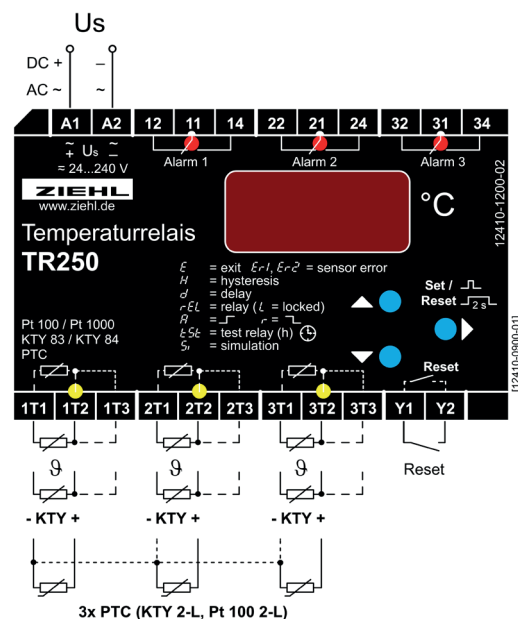 Us
DC + –
AC ~ ~
A1 A2 12 11 14 22 21 24 32 31 34
~ Us ~
+ –
≂ 24...240 V
Alarm 1 Alarm 2 Alarm 3
ZIEHL
www.ziehl.de
°C
12410-1200-02
Temperaturrelais
TR250
E = exit Er1, Er2 = sensor error
H = hysteresis
d = delay
rEL = relay (L = locked)
A = r =
tSt = test relay (h)
Si = simulation
Set /
Reset 2 s
Pt 100 / Pt 1000
KTY 83 / KTY 84
PTC
Reset
[12410-0900-01]
1T1 1T2 1T3 2T1 2T2 2T3 3T1 3T2 3T3 Y1 Y2
ϑ ϑ ϑ
Reset
- KTY + - KTY + - KTY +
3x PTC (KTY 2-L, Pt 100 2-L)